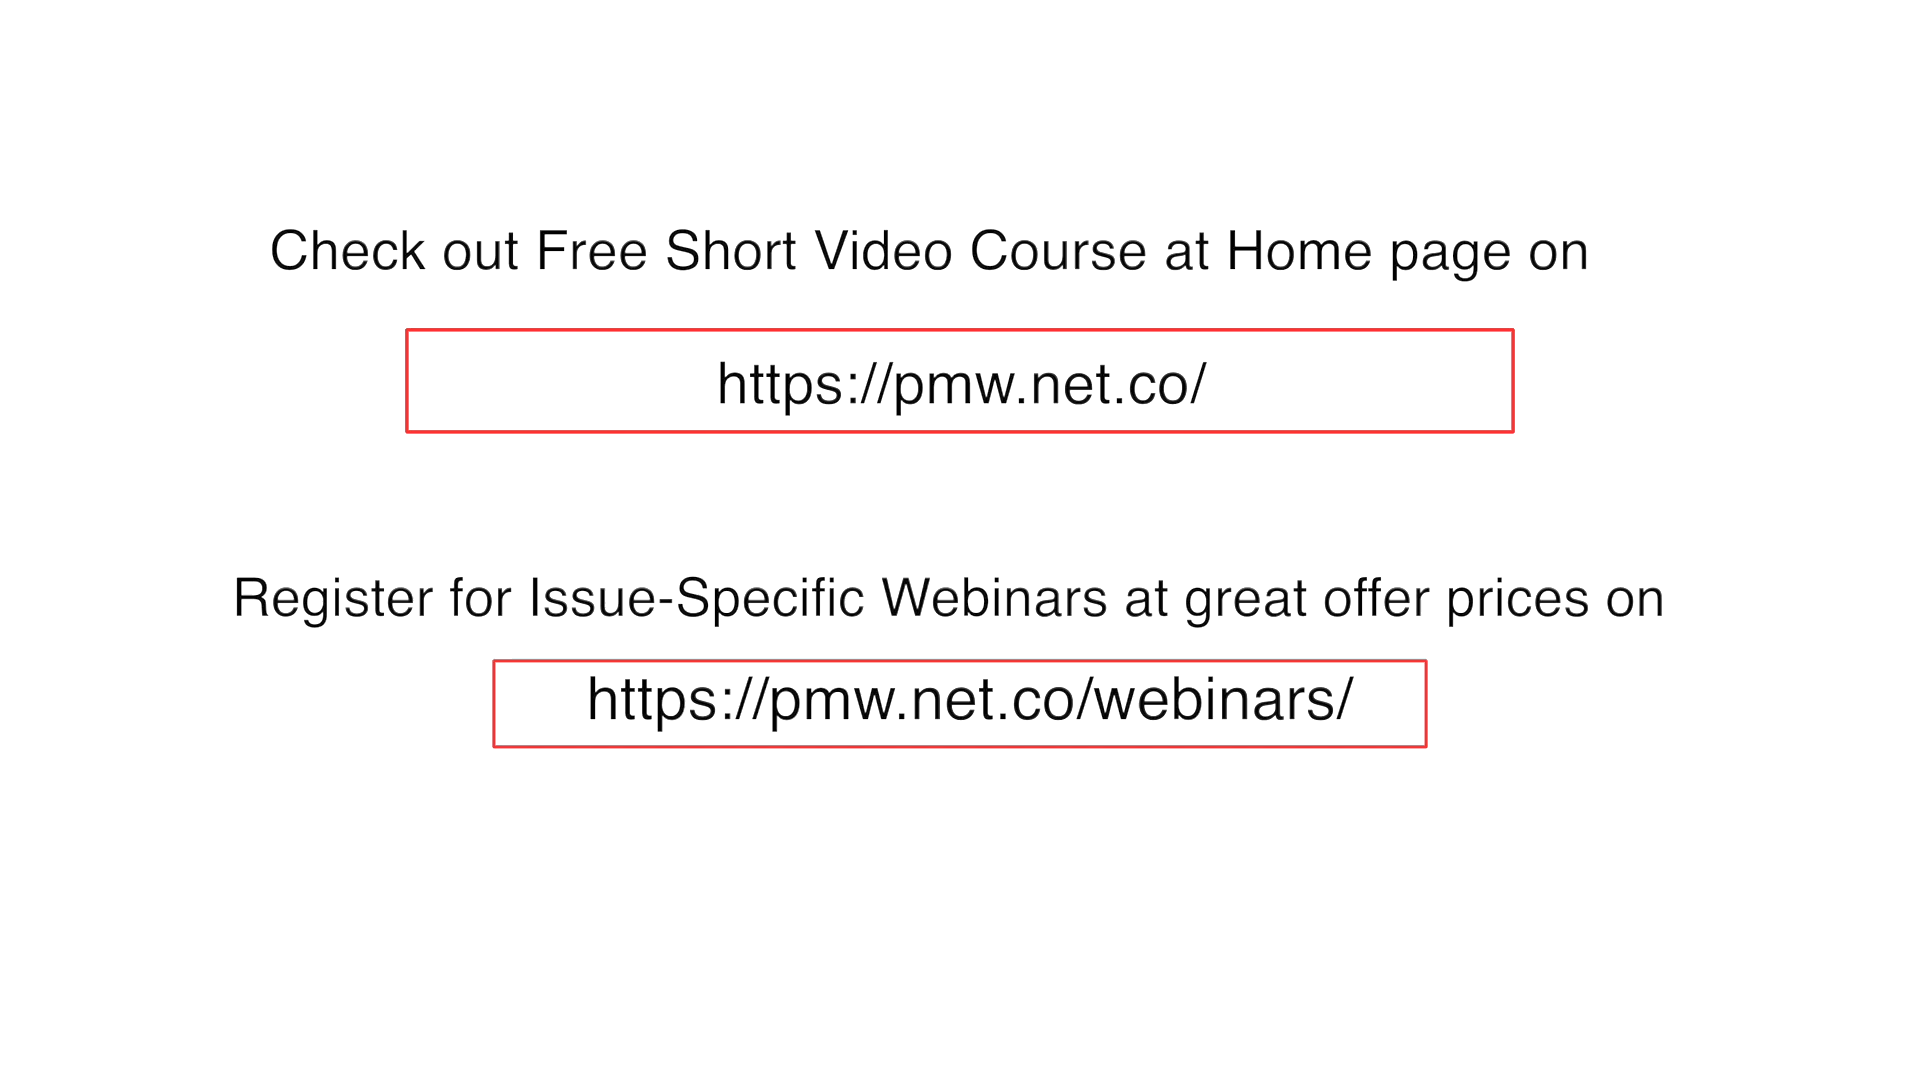 Check out Free Short Video Course at Home page on
https://pmw.net.co/
Register for Issue-Specific Webinars at great offer prices on
https://pmw.net.co/webinars/